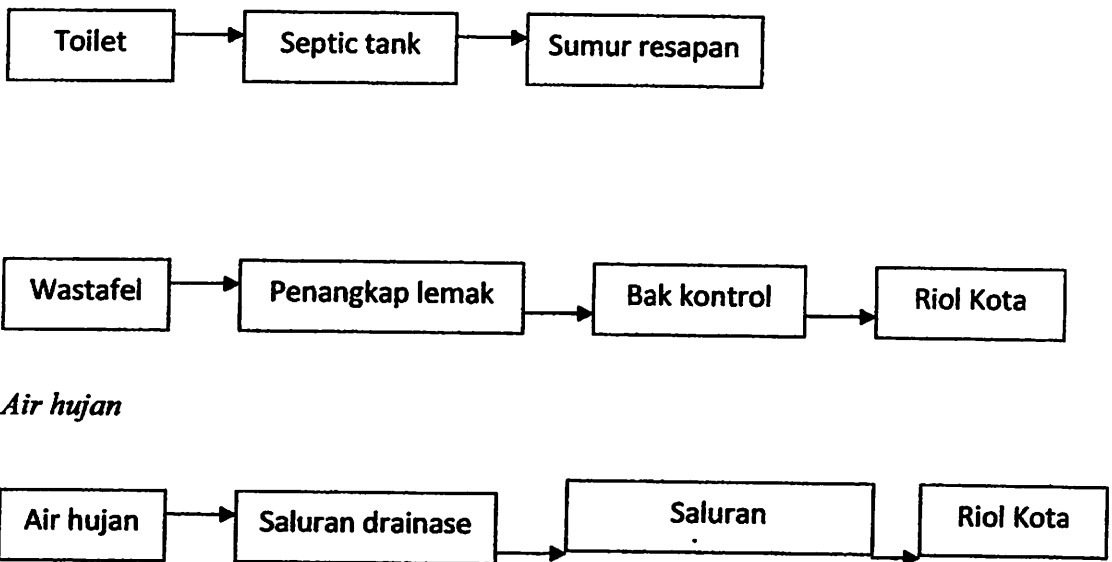 Toilet
Septic tank
Sumur resapan
Wastafel
Penangkap lemak
Bak kontrol
Riol Kota
Air hujan
Air hujan
Saluran drainase
Saluran
Riol Kota